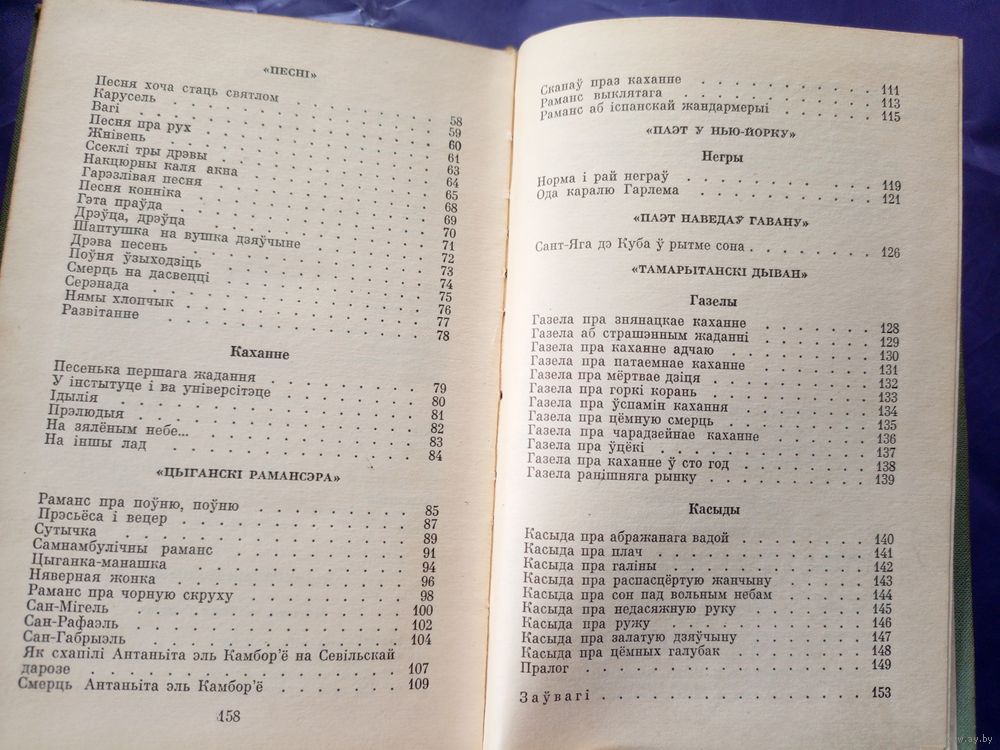 «ПЕСНІ»
Песня хоча стаць святлом . . . . . . . . 58
Карусель . . . . . . . . 59
Вагі . . . . . . . . 60
Песня пра рух . . . . . . . . 61
Жнівень . . . . . . . . 63
Ссеклі тры дрэвы . . . . . . . . 64
Накцюрны каля акна . . . . . . . . 65
Гарэзлівая песня . . . . . . . . 68
Песня конніка . . . . . . . . 69
Гэта праўда . . . . . . . . 70
Дрэўца, дрэўца . . . . . . . . 71
Шаптушка на вушка дзяўчыне . . . . . . . . 72
Дрэва песень . . . . . . . . 73
Поўня ўзыходзіць . . . . . . . . 74
Смерць на дасвецці . . . . . . . . 75
Серэнада . . . . . . . . 76
Нямы хлопчык . . . . . . . . 77
Развітанне . . . . . . . . 78
Каханне
Песенька першага жадання . . . . . . . . 79
У інстытуце і ва універсітэце . . . . . . . . 80
Ідылія . . . . . . . . 81
Прэлюдыя . . . . . . . . 82
На зялёным небе... . . . . . . . . 83
На іншы лад . . . . . . . . 84
«ЦЫГАНСКІ РАМАНСЭРА»
Раманс пра поўню, поўню . . . . . . . . 85
Прэсьёса і вецер . . . . . . . . 87
Сутычка . . . . . . . . 89
Самнамбулічны раманс . . . . . . . . 91
Цыганка-манашка . . . . . . . . 94
Няверная жонка . . . . . . . . 96
Раманс пра чорную скруху . . . . . . . . 98
Сан-Мігель . . . . . . . . 100
Сан-Рафаэль . . . . . . . . 102
Сан-Габрыэль . . . . . . . . 104
Як схапілі Антаньіта эль Камбор'ё на Севільскай
дарозе . . . . . . . . 107
Смерць Антаньіта эль Камбор'ё . . . . . . . . 109
158
Скапаў праз каханне . . . . . . . . 111
Раманс выклятага . . . . . . . . 113
Раманс аб іспанскай жандармерыі . . . . . . . . 115
«ПАЭТ У НЬЮ-ЙОРКУ»
Негры
Норма і рай неграў . . . . . . . . 119
Ода каралю Гарлема . . . . . . . . 121
«ПАЭТ НАВЕДАЎ ГАВАНУ»
Сант-Яга дэ Куба ў рытме сона . . . . . . . . 126
«ТАМАРЫТАНСКІ ДЫВАН»
Газелы
Газела пра знянацкае каханне . . . . . . . . 128
Газела аб страшэнным жаданні . . . . . . . . 129
Газела пра каханне адчаю . . . . . . . . 130
Газела пра патаемнае каханне . . . . . . . . 131
Газела пра мёртвае дзіця . . . . . . . . 132
Газела пра горкі корань . . . . . . . . 133
Газела пра ўспамін кахання . . . . . . . . 134
Газела пра цёмную смерць . . . . . . . . 135
Газела пра чарадзейнае каханне . . . . . . . . 136
Газела пра ўцёкі . . . . . . . . 137
Газела пра каханне ў сто год . . . . . . . . 138
Газела ранішняга рынку . . . . . . . . 139
Касыды
Касыда пра абражанага вадой . . . . . . . . 140
Касыда пра плач . . . . . . . . 141
Касыда пра галіны . . . . . . . . 142
Касыда пра распасцёртую жанчыну . . . . . . . . 143
Касыда пра сон пад вольным небам . . . . . . . . 144
Касыда пра недасяжную руку . . . . . . . . 145
Касыда пра ружу . . . . . . . . 146
Касыда пра залатую дзяўчыну . . . . . . . . 147
Касыда пра цёмных галубак . . . . . . . . 148
Пралог . . . . . . . . 149
Заўвагі . . . . . . . . 153
www.ay.by